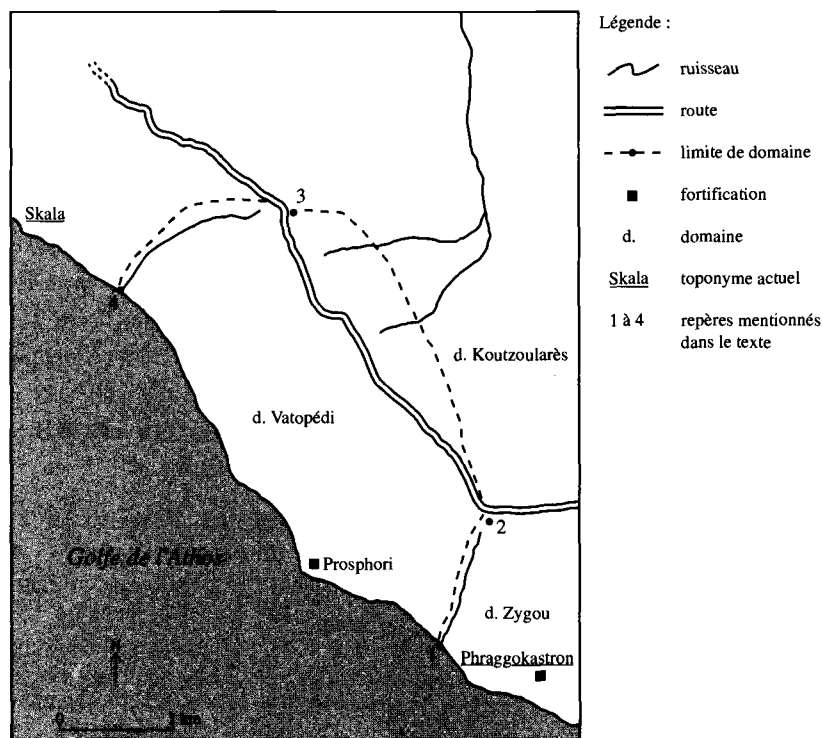 Légende :
ruisseau
route
limite de domaine
fortification
d. domaine
Skala toponyme actuel
1 à 4 repères mentionnés
dans le texte
Skala
3
4
d. Koutzoularès
d. Vatopédi
2
Golfe de l'Athos
Prosphori
d. Zygou
1
Phraggokastron
N
0 1 km